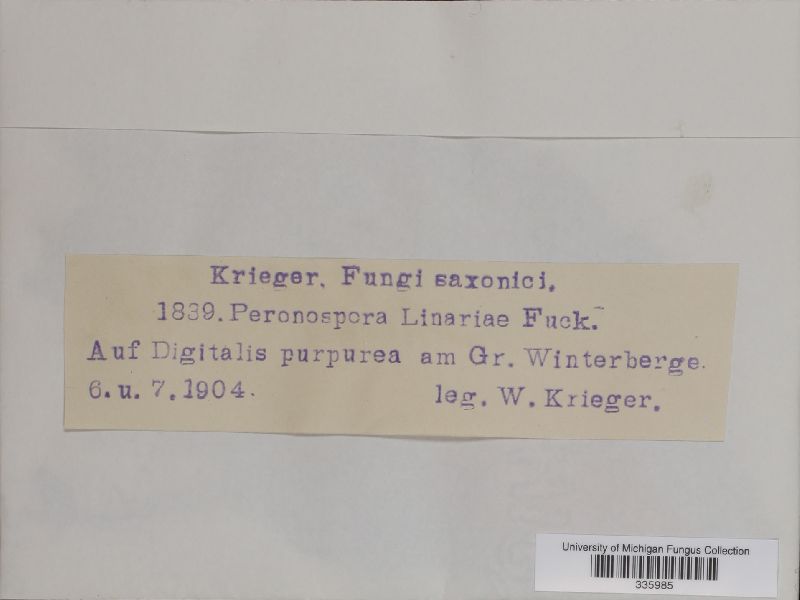 Krieger, Fungi saxonici.
1839. Peronospora Linariae Fuck.
Auf Digitalis purpurea am Gr. Winterberge.
6. u. 7. 1904. leg. W. Krieger.
University of Michigan Fungus Collection
335985